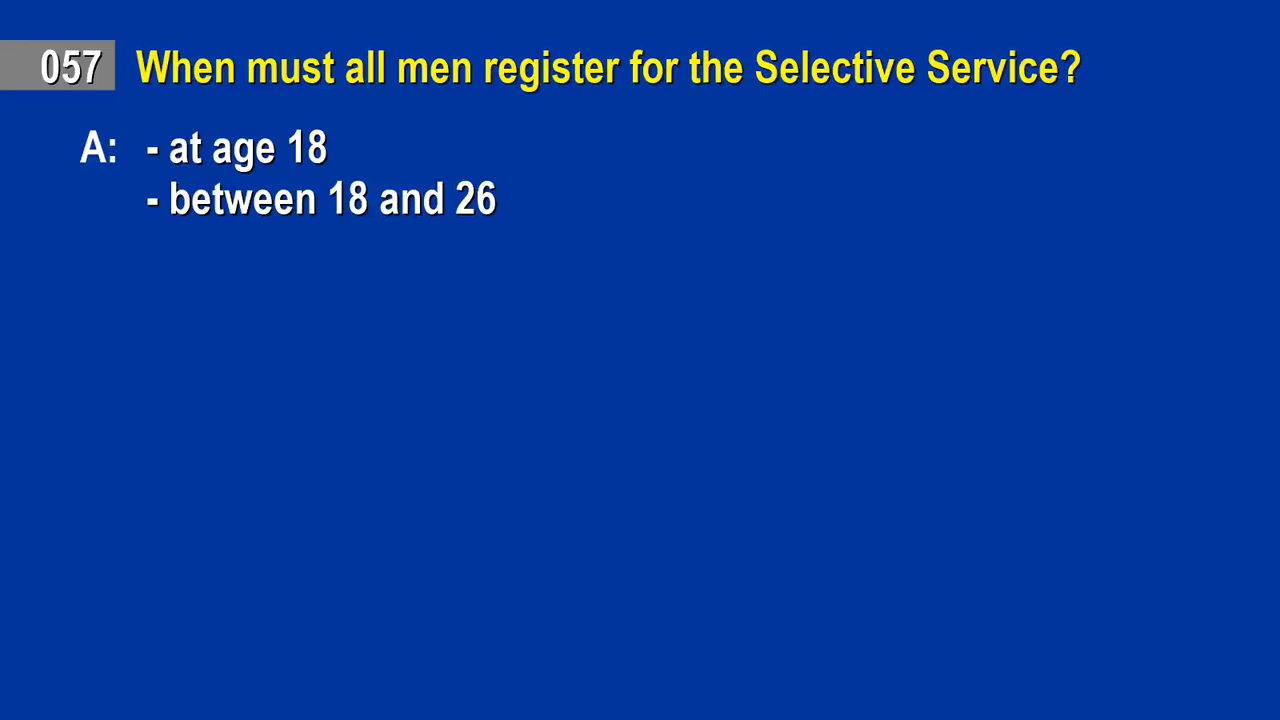 057 When must all men register for the Selective Service?
A: - at age 18
- between 18 and 26